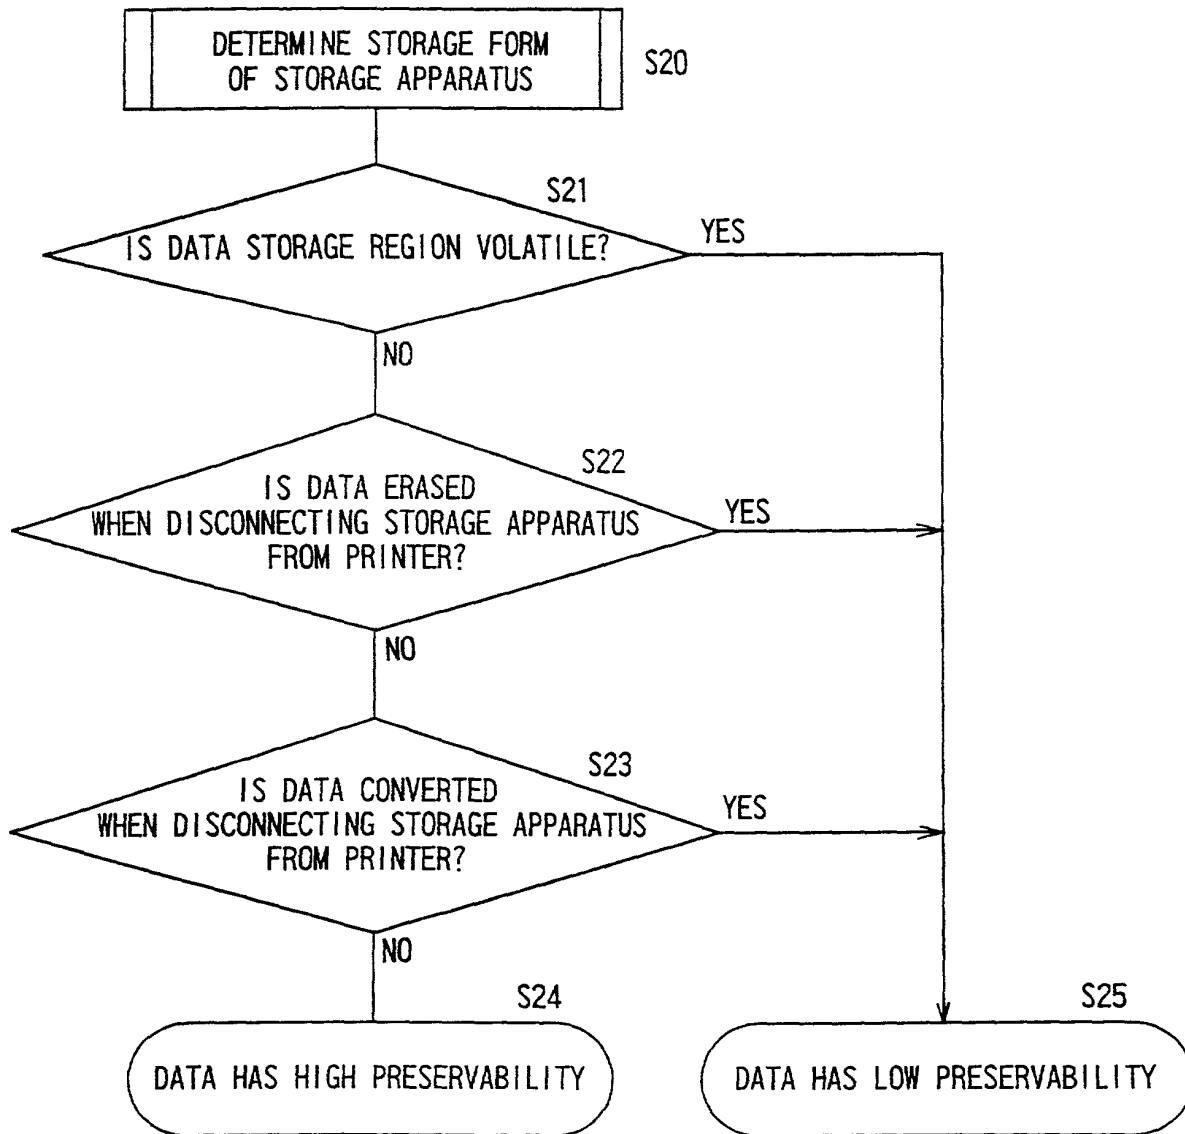 DETERMINE STORAGE FORM
OF STORAGE APPARATUS
S20
S21
IS DATA STORAGE REGION VOLATILE?
YES
NO
S22
IS DATA ERASED
WHEN DISCONNECTING STORAGE APPARATUS
FROM PRINTER?
YES
NO
S23
IS DATA CONVERTED
WHEN DISCONNECTING STORAGE APPARATUS
FROM PRINTER?
YES
NO
S24
DATA HAS HIGH PRESERVABILITY
S25
DATA HAS LOW PRESERVABILITY